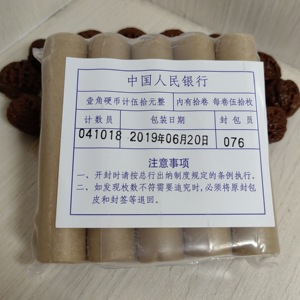 中国人民银行
壹角硬币计伍拾元整 内有拾卷 每卷伍拾枚
计数员 包装日期 封包员
041018 2019年06月20日 076
注意事项
一、开封时请按总行出纳制度规定的条例执行。
二、如发现枚数不符需要追究时,必须将原封包
皮和封签等退回。